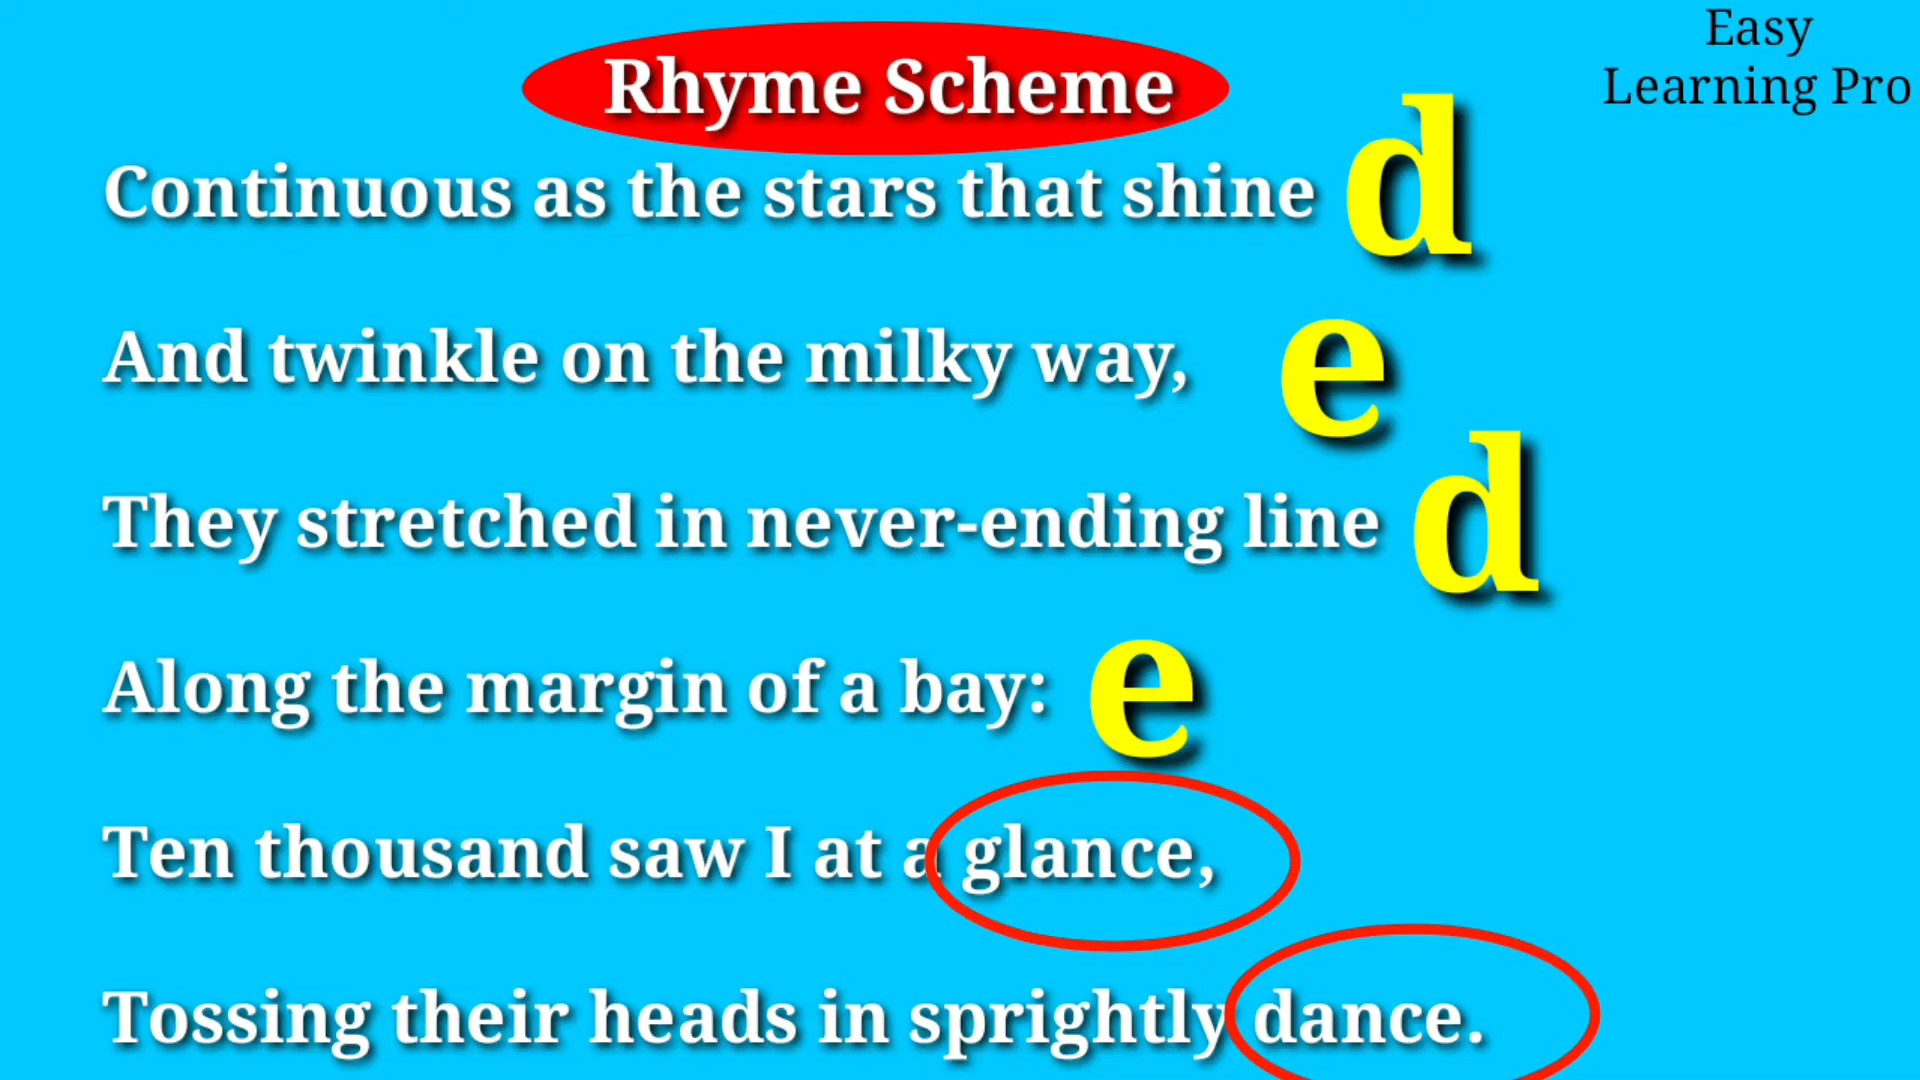 Easy
Learning Pro
Rhyme Scheme
Continuous as the stars that shine d
And twinkle on the milky way, e
They stretched in never-ending line d
Along the margin of a bay: e
Ten thousand saw I at a glance,
Tossing their heads in sprightly dance.